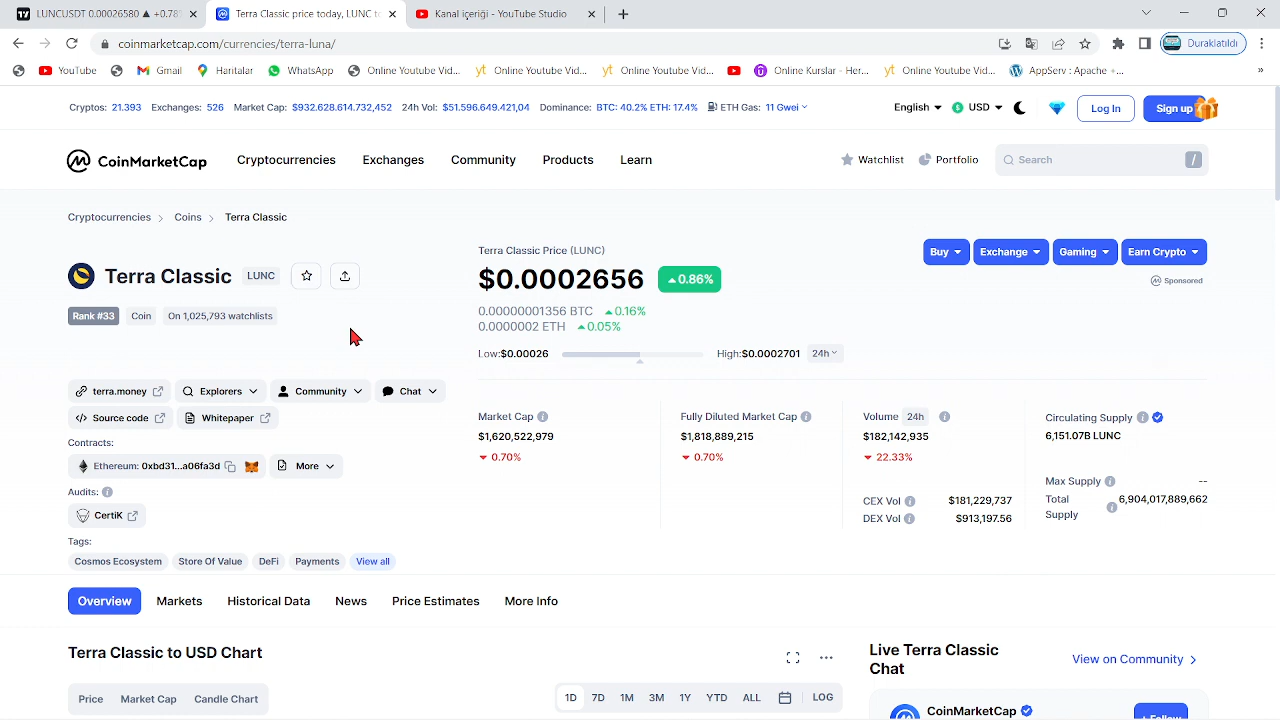 LUNCUSDT 0.00026580 ▲ +0.78
Terra Classic price today, LUNC to
Kanal içeriği - YouTube Studio
coinmarketcap.com/currencies/terra-luna/
Duraklatıldı
YouTube
Gmail
Haritalar
WhatsApp
Online Youtube Vid...
Online Youtube Vid...
Online Youtube Vid...
Online Kurslar - Her...
Online Youtube Vid...
AppServ : Apache +...
»
Cryptos: 21.393 Exchanges: 526 Market Cap: $932.628.614.732,452 24h Vol: $51.596.649.421,04 Dominance: BTC: 40.2% ETH: 17.4% ETH Gas: 11 Gwei
English USD Log In Sign up
CoinMarketCap Cryptocurrencies Exchanges Community Products Learn Watchlist Portfolio Search /
Cryptocurrencies > Coins > Terra Classic
Terra Classic LUNC
Rank #33 Coin On 1,025,793 watchlists
terra.money Explorers Community Chat
Source code Whitepaper
Contracts:
Ethereum: 0xbd31...a06fa3d More
Audits:
CertiK
Tags:
Cosmos Ecosystem Store Of Value DeFi Payments View all
Terra Classic Price (LUNC)
$0.0002656 ▲ 0.86%
0.00000001356 BTC ▲ 0.16%
0.0000002 ETH ▲ 0.05%
Low:$0.00026 High:$0.0002701 24h
Buy Exchange Gaming Earn Crypto
Sponsored
Market Cap
$1,620,522,979
▼ 0.70%
Fully Diluted Market Cap
$1,818,889,215
▼ 0.70%
Volume 24h
$182,142,935
▼ 22.33%
CEX Vol $181,229,737
DEX Vol $913,197.56
Circulating Supply
6,151.07B LUNC
Max Supply --
Total Supply 6,904,017,889,662
Overview Markets Historical Data News Price Estimates More Info
Terra Classic to USD Chart
Price Market Cap Candle Chart
1D 7D 1M 3M 1Y YTD ALL LOG
Live Terra Classic
Chat
View on Community >
CoinMarketCap
+ Follow